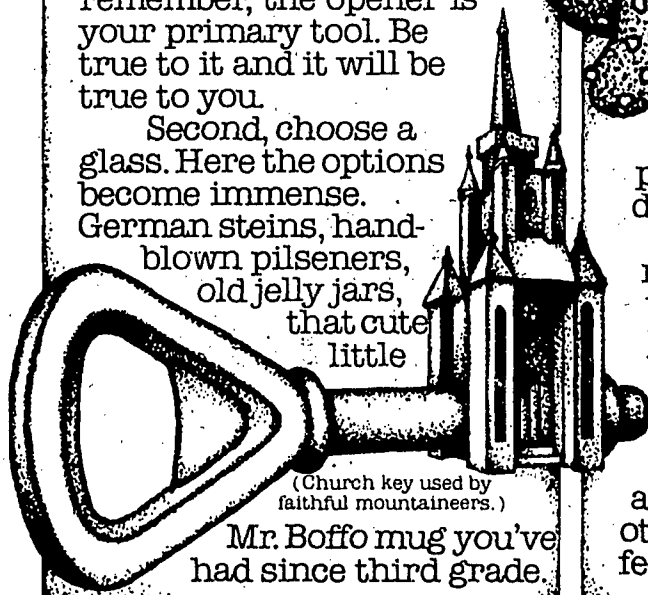 remember, the opener is
your primary tool. Be
true to it and it will be
true to you.
Second, choose a
glass. Here the options
become immense.
German steins, hand-
blown pilseners,
old jelly jars,
that cute
little
(Church key used by
faithful mountaineers.)
Mr. Boffo mug you've
had since third grade.